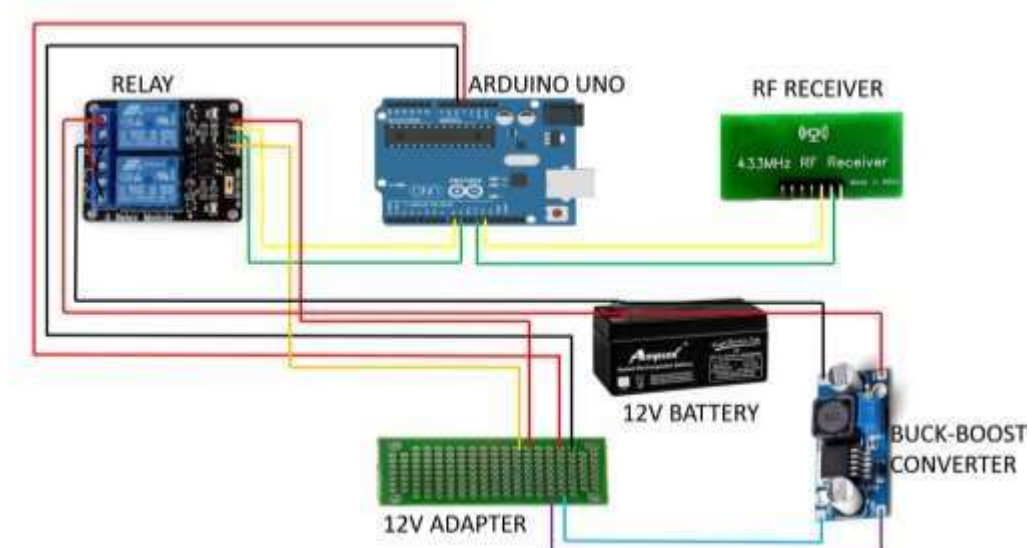 RELAY
ARDUINO UNO
RF RECEIVER
433MHz RF Receiver
12V BATTERY
BUCK-BOOST
CONVERTER
12V ADAPTER